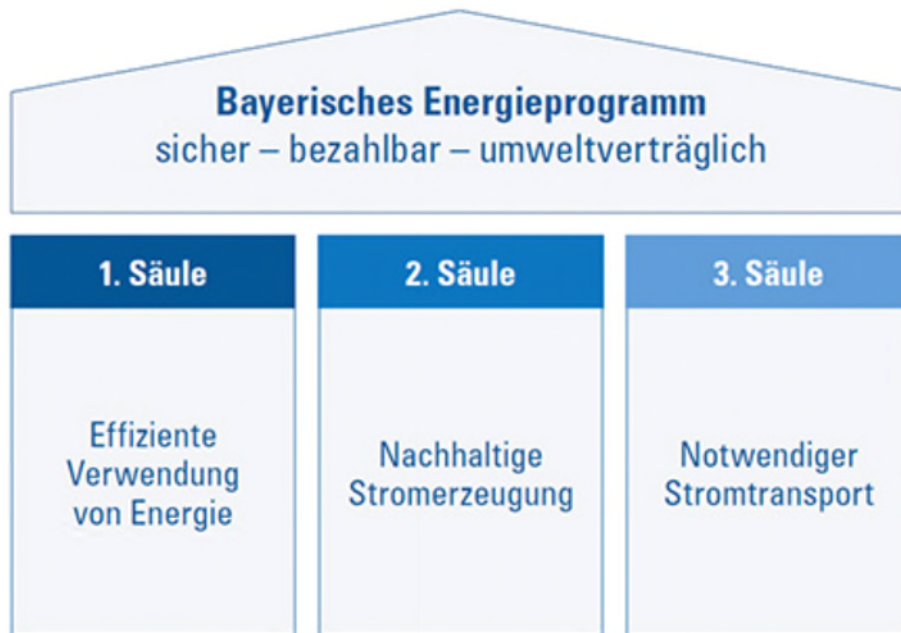 Bayerisches Energieprogramm
sicher – bezahlbar – umweltverträglich
1. Säule
Effiziente
Verwendung
von Energie
2. Säule
Nachhaltige
Stromerzeugung
3. Säule
Notwendiger
Stromtransport